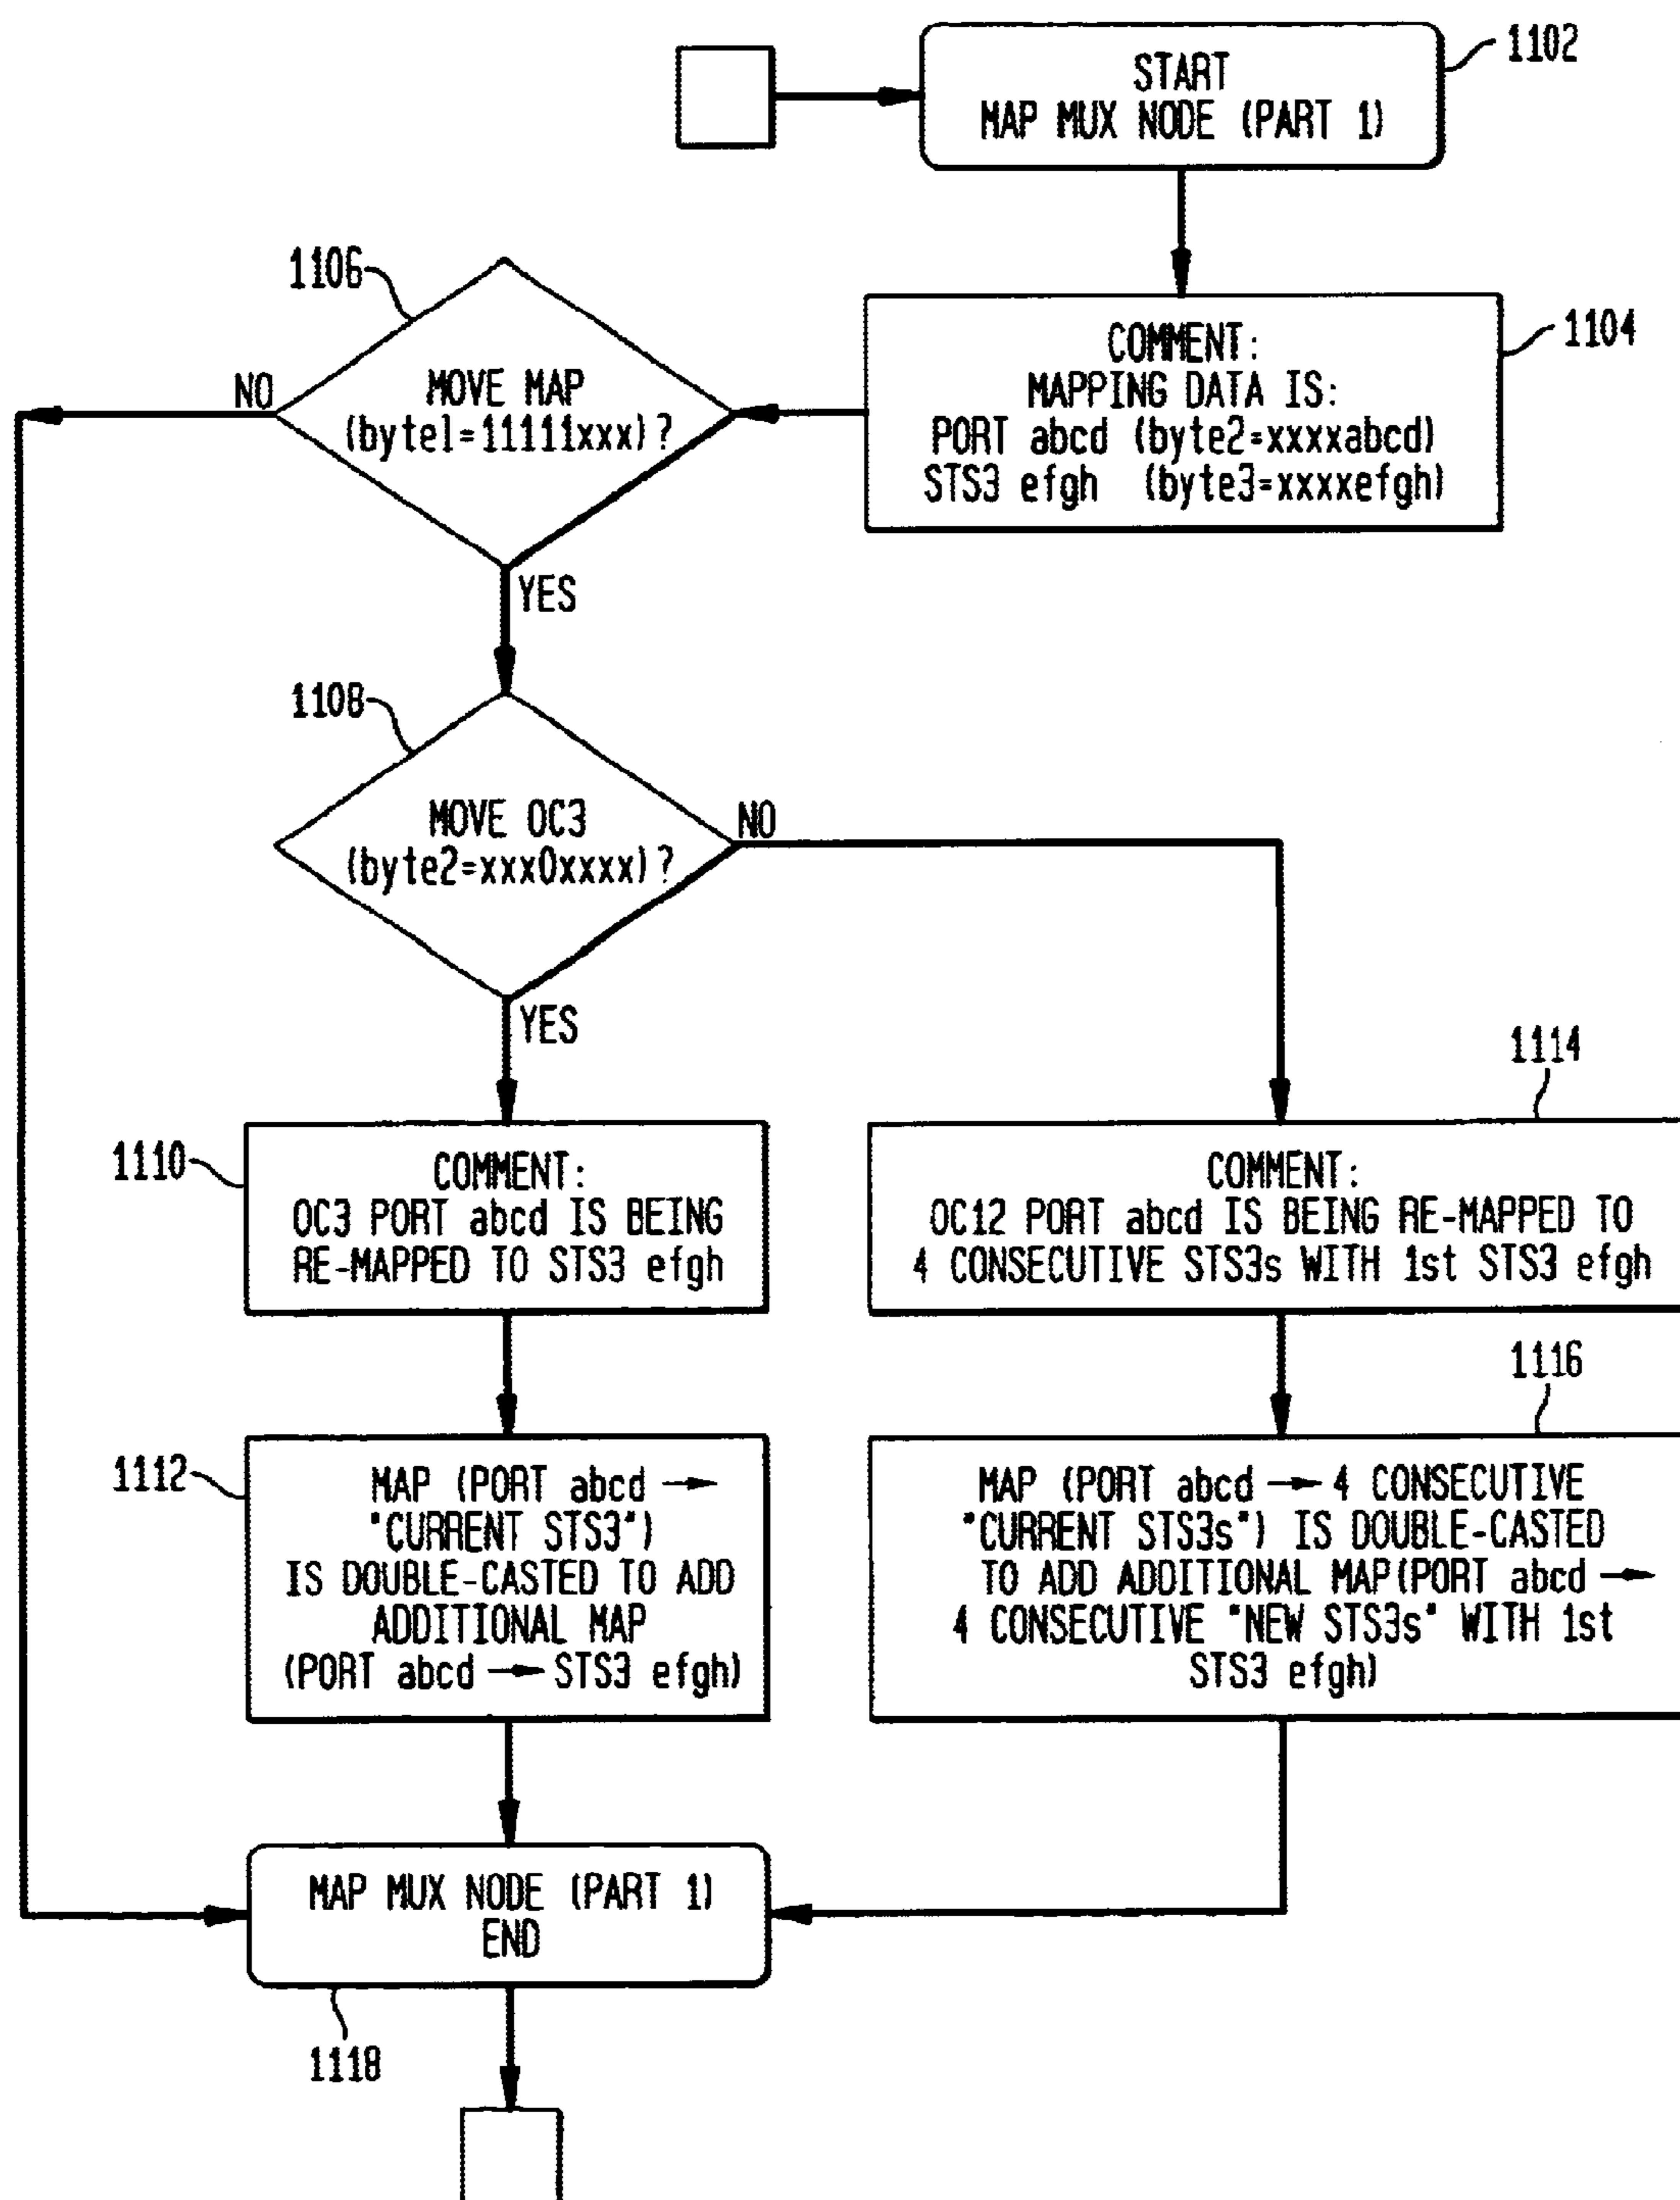 START
MAP MUX NODE (PART 1)
1102
COMMENT:
MAPPING DATA IS:
PORT abcd (byte2=xxxxabcd)
STS3 efgh (byte3=xxxxefgh)
1104
1106
MOVE MAP
(byte1=11111xxx)?
NO
YES
1108
MOVE OC3
(byte2=xxx0xxxx)?
NO
YES
1110
COMMENT:
OC3 PORT abcd IS BEING
RE-MAPPED TO STS3 efgh
1114
COMMENT:
OC12 PORT abcd IS BEING RE-MAPPED TO
4 CONSECUTIVE STS3s WITH 1st STS3 efgh
1112
MAP (PORT abcd →
"CURRENT STS3")
IS DOUBLE-CASTED TO ADD
ADDITIONAL MAP
(PORT abcd → STS3 efgh)
1116
MAP (PORT abcd → 4 CONSECUTIVE
"CURRENT STS3s") IS DOUBLE-CASTED
TO ADD ADDITIONAL MAP(PORT abcd →
4 CONSECUTIVE "NEW STS3s" WITH 1st
STS3 efgh)
MAP MUX NODE (PART 1)
END
1118